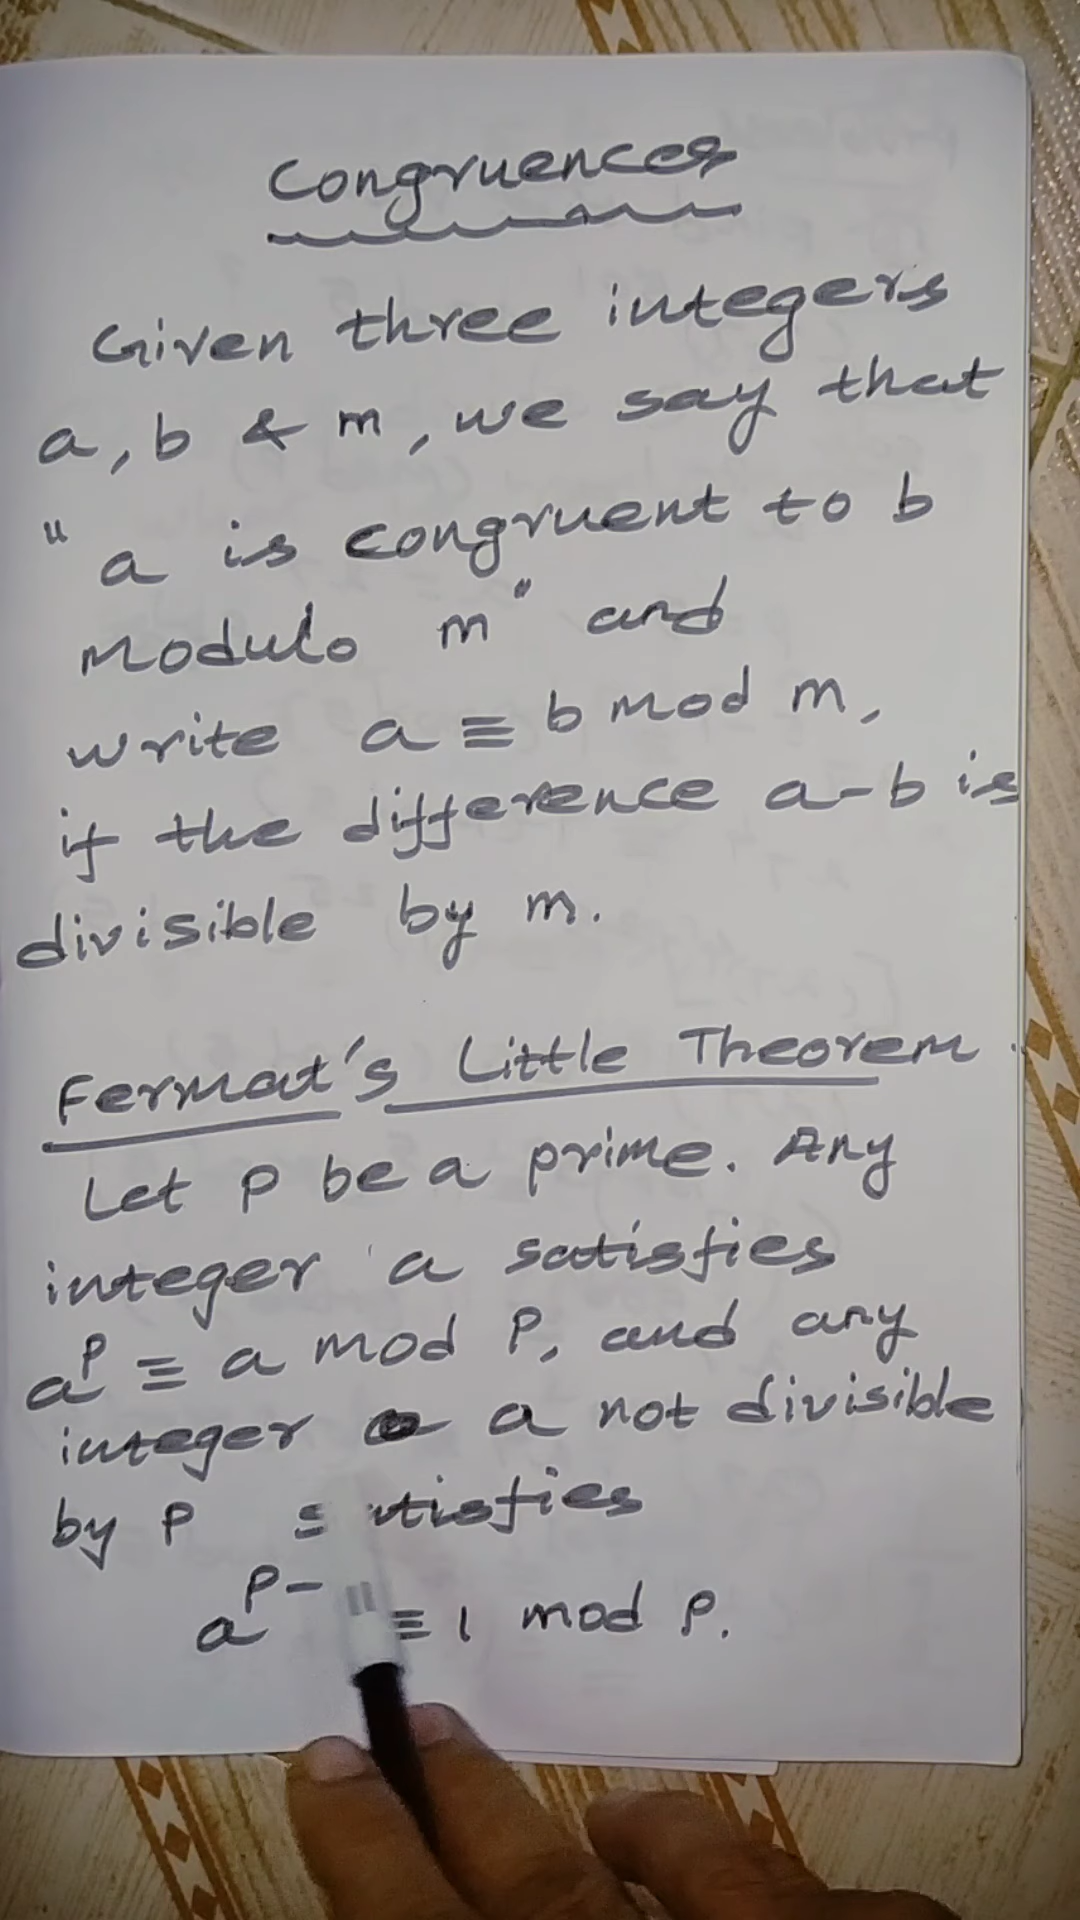 Congruences
Given three integers
a, b & m, we say that
" a is congruent to b
modulo m" and
write a ≡ b mod m,
if the difference a-b is
divisible by m.
Fermat's Little Theorem.
Let P be a prime. Any
integer a satisfies
a^P ≡ a mod P, and any
integer a not divisible
by P
a^P- ≡ 1 mod P.